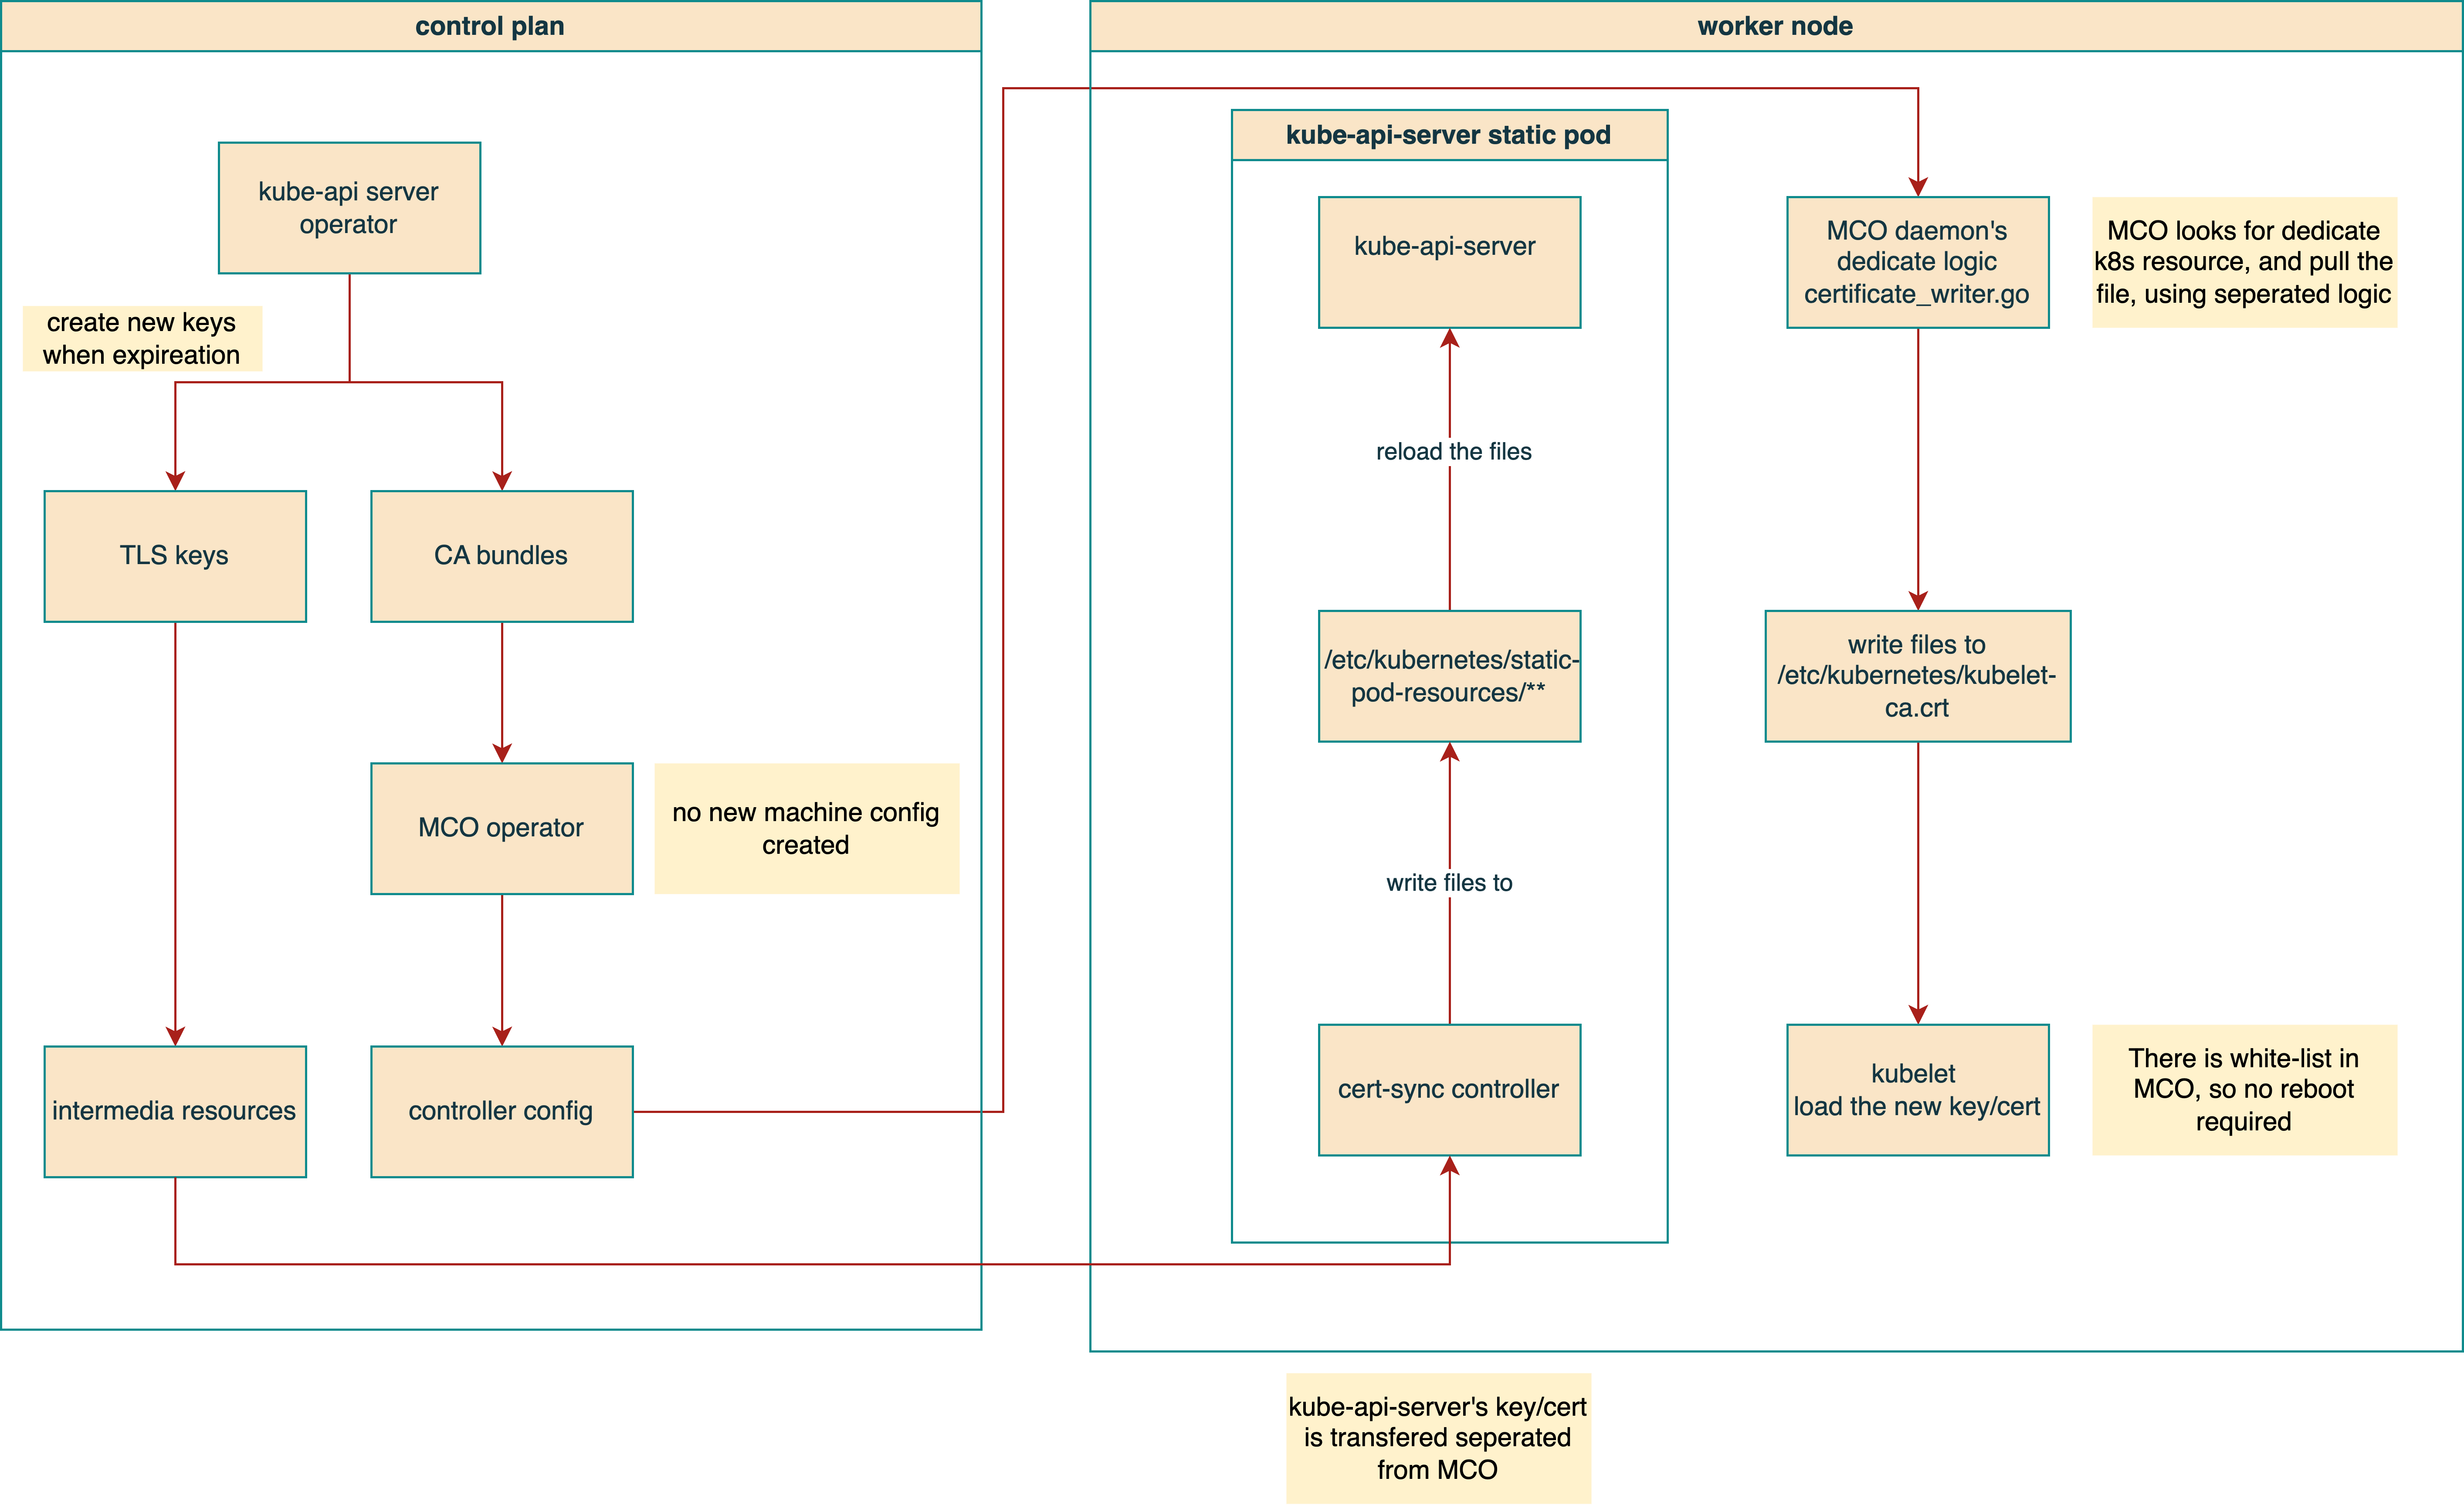 control plan
kube-api server
operator
create new keys
when expireation
TLS keys
CA bundles
MCO operator
no new machine config
created
intermedia resources
controller config
worker node
kube-api-server static pod
kube-api-server
reload the files
/etc/kubernetes/static-
pod-resources/**
write files to
cert-sync controller
MCO daemon's
dedicate logic
certificate_writer.go
MCO looks for dedicate
k8s resource, and pull the
file, using seperated logic
write files to
/etc/kubernetes/kubelet-
ca.crt
kubelet
load the new key/cert
There is white-list in
MCO, so no reboot
required
kube-api-server's key/cert
is transfered seperated
from MCO